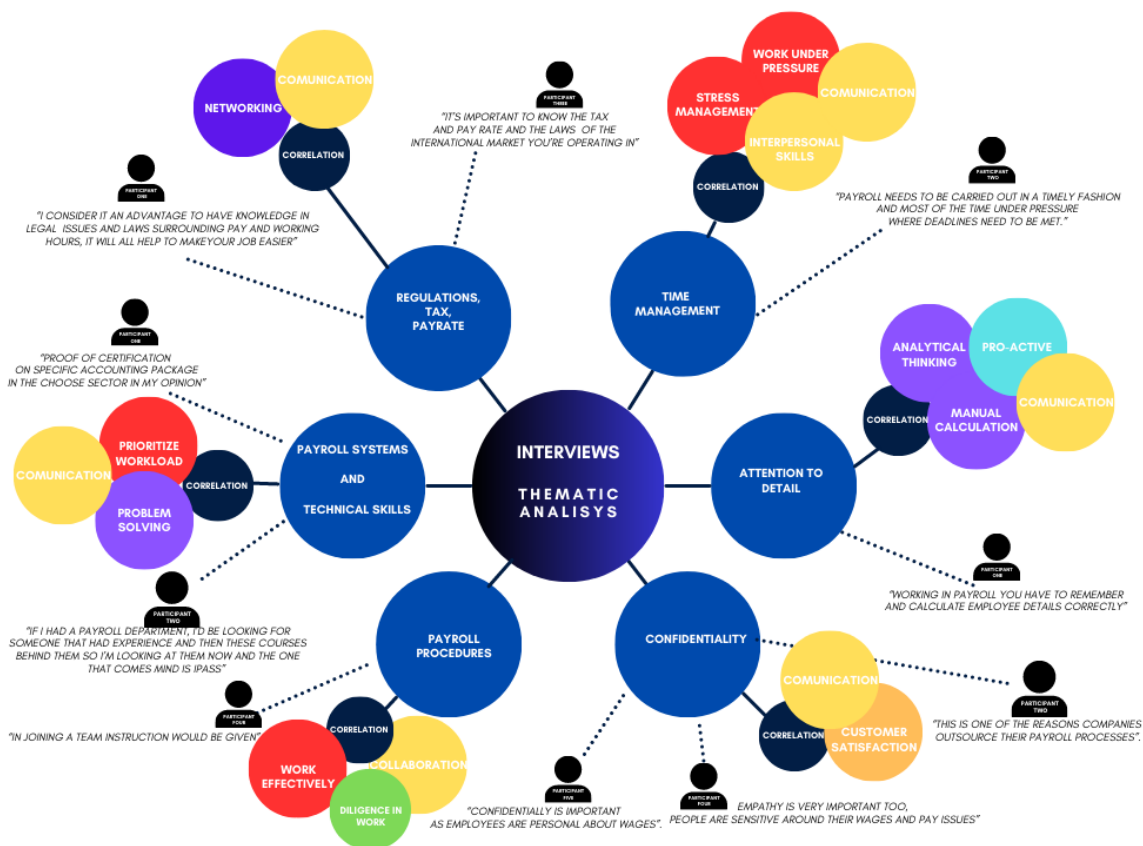 INTERVIEWS
THEMATIC
ANALISYS
REGULATIONS,
TAX,
PAYRATE
CORRELATION
NETWORKING
COMUNICATION
PARTICIPANT
ONE
"I CONSIDER IT AN ADVANTAGE TO HAVE KNOWLEDGE IN
LEGAL ISSUES AND LAWS SURROUNDING PAY AND WORKING
HOURS, IT WILL ALL HELP TO MAKEYOUR JOB EASIER"
PARTICIPANT
THREE
"IT'S IMPORTANT TO KNOW THE TAX
AND PAY RATE AND THE LAWS OF THE
INTERNATIONAL MARKET YOU'RE OPERATING IN"
TIME
MANAGEMENT
CORRELATION
STRESS
MANAGEMENT
WORK UNDER
PRESSURE
INTERPERSONAL
SKILLS
COMUNICATION
PARTICIPANT
TWO
"PAYROLL NEEDS TO BE CARRIED OUT IN A TIMELY FASHION
AND MOST OF THE TIME UNDER PRESSURE
WHERE DEADLINES NEED TO BE MET."
ATTENTION TO
DETAIL
CORRELATION
ANALYTICAL
THINKING
PRO-ACTIVE
MANUAL
CALCULATION
COMUNICATION
PARTICIPANT
ONE
"WORKING IN PAYROLL YOU HAVE TO REMEMBER
AND CALCULATE EMPLOYEE DETAILS CORRECTLY"
CONFIDENTIALITY
CORRELATION
COMUNICATION
CUSTOMER
SATISFACTION
PARTICIPANT
TWO
"THIS IS ONE OF THE REASONS COMPANIES
OUTSOURCE THEIR PAYROLL PROCESSES".
PARTICIPANT
FOUR
EMPATHY IS VERY IMPORTANT TOO,
PEOPLE ARE SENSITIVE AROUND THEIR WAGES AND PAY ISSUES"
PARTICIPANT
FIVE
"CONFIDENTIALLY IS IMPORTANT
AS EMPLOYEES ARE PERSONAL ABOUT WAGES".
PAYROLL
PROCEDURES
CORRELATION
WORK
EFFECTIVELY
COLLABORATION
DILIGENCE IN
WORK
PARTICIPANT
FOUR
"IN JOINING A TEAM INSTRUCTION WOULD BE GIVEN"
PAYROLL SYSTEMS
AND
TECHNICAL SKILLS
CORRELATION
PRIORITIZE
WORKLOAD
COMUNICATION
PROBLEM
SOLVING
PARTICIPANT
ONE
"PROOF OF CERTIFICATION
ON SPECIFIC ACCOUNTING PACKAGE
IN THE CHOOSE SECTOR IN MY OPINION"
PARTICIPANT
TWO
"IF I HAD A PAYROLL DEPARTMENT, I'D BE LOOKING FOR
SOMEONE THAT HAD EXPERIENCE AND THEN THESE COURSES
BEHIND THEM SO I'M LOOKING AT THEM NOW AND THE ONE
THAT COMES MIND IS IPASS"